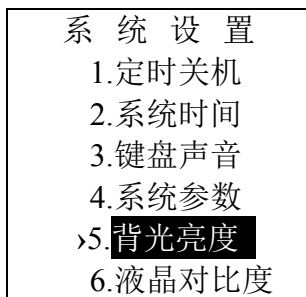 系 统 设 置
1.定时关机
2.系统时间
3.键盘声音
4.系统参数
›5.背光亮度
6.液晶对比度